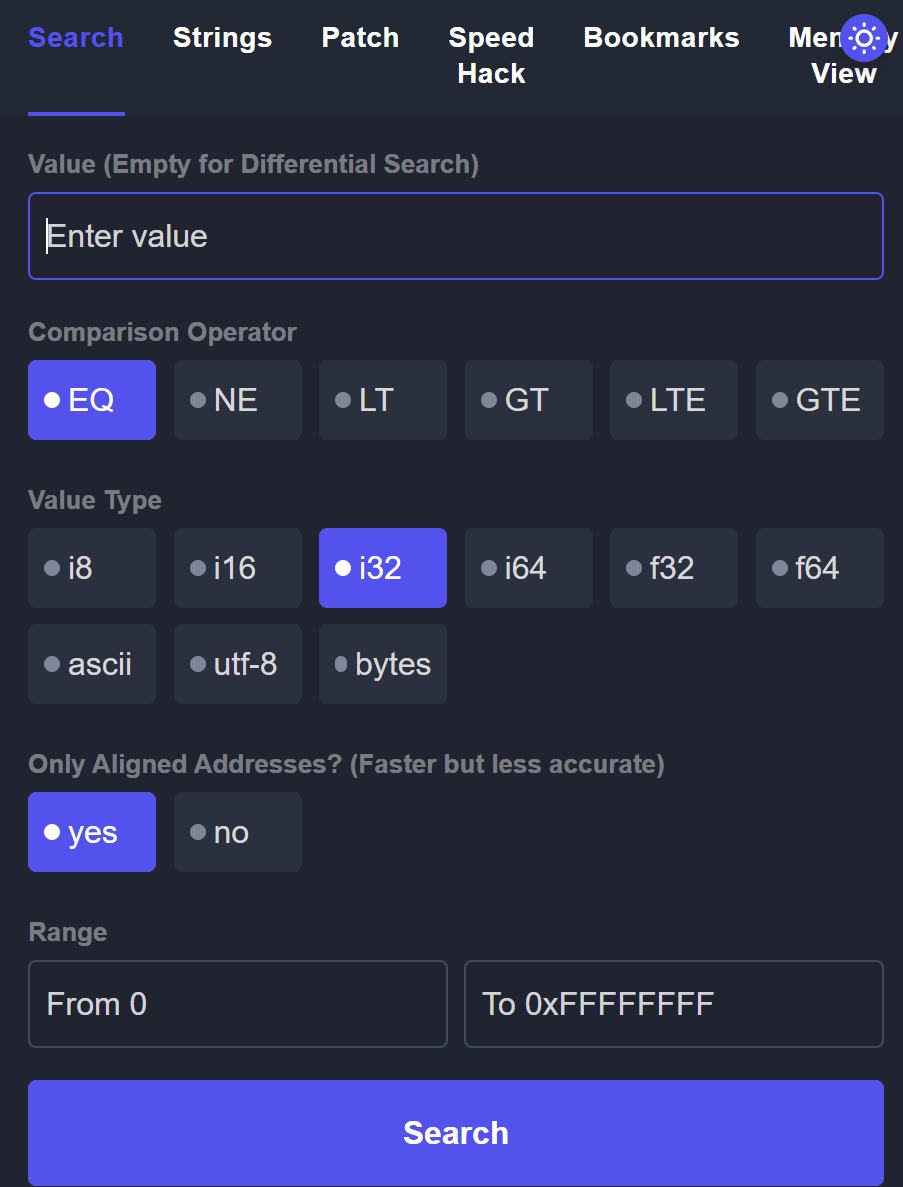 Search Strings Patch Speed Hack Bookmarks Memory View
Value (Empty for Differential Search)
Enter value
Comparison Operator
EQ NE LT GT LTE GTE
Value Type
i8 i16 i32 i64 f32 f64
ascii utf-8 bytes
Only Aligned Addresses? (Faster but less accurate)
yes no
Range
From 0 To 0xFFFFFFFF
Search